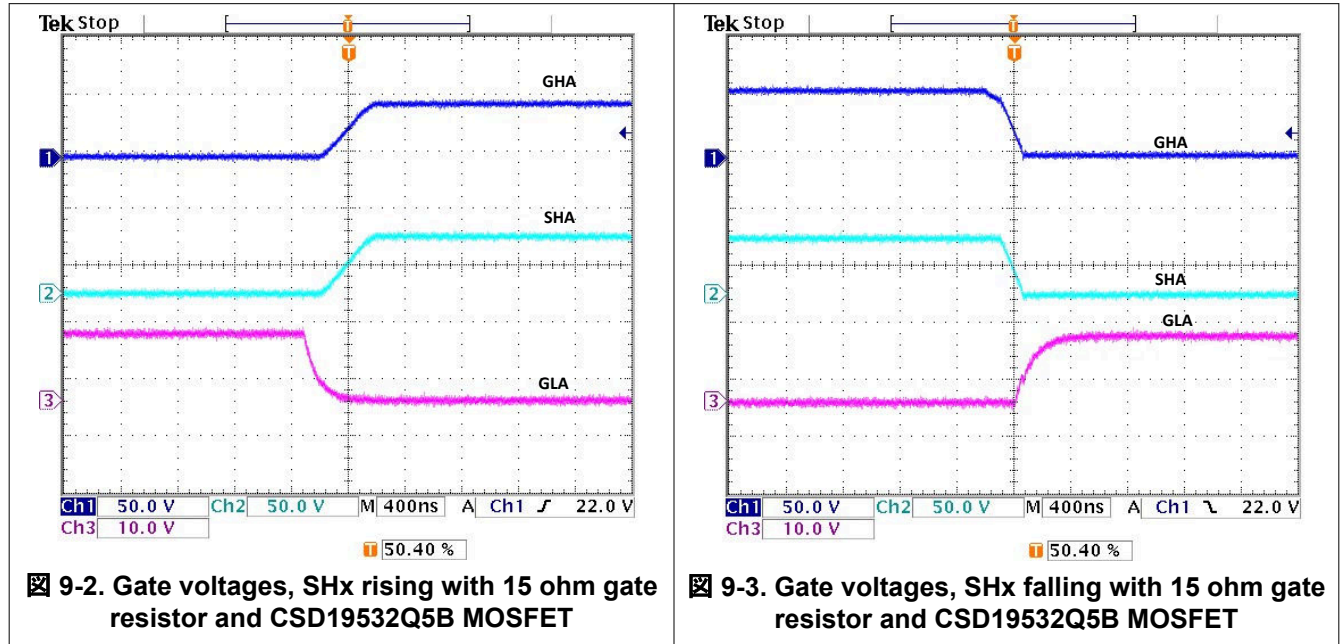 Tek Stop
T
T
GHA
1
SHA
2
GLA
3
Ch1 50.0 V Ch2 50.0 V M 400ns A Ch1 22.0 V
Ch3 10.0 V
T 50.40 %
図 9-2. Gate voltages, SHx rising with 15 ohm gate
resistor and CSD19532Q5B MOSFET
Tek Stop
T
T
GHA
1
SHA
2
GLA
3
Ch1 50.0 V Ch2 50.0 V M 400ns A Ch1 22.0 V
Ch3 10.0 V
T 50.40 %
図 9-3. Gate voltages, SHx falling with 15 ohm gate
resistor and CSD19532Q5B MOSFET